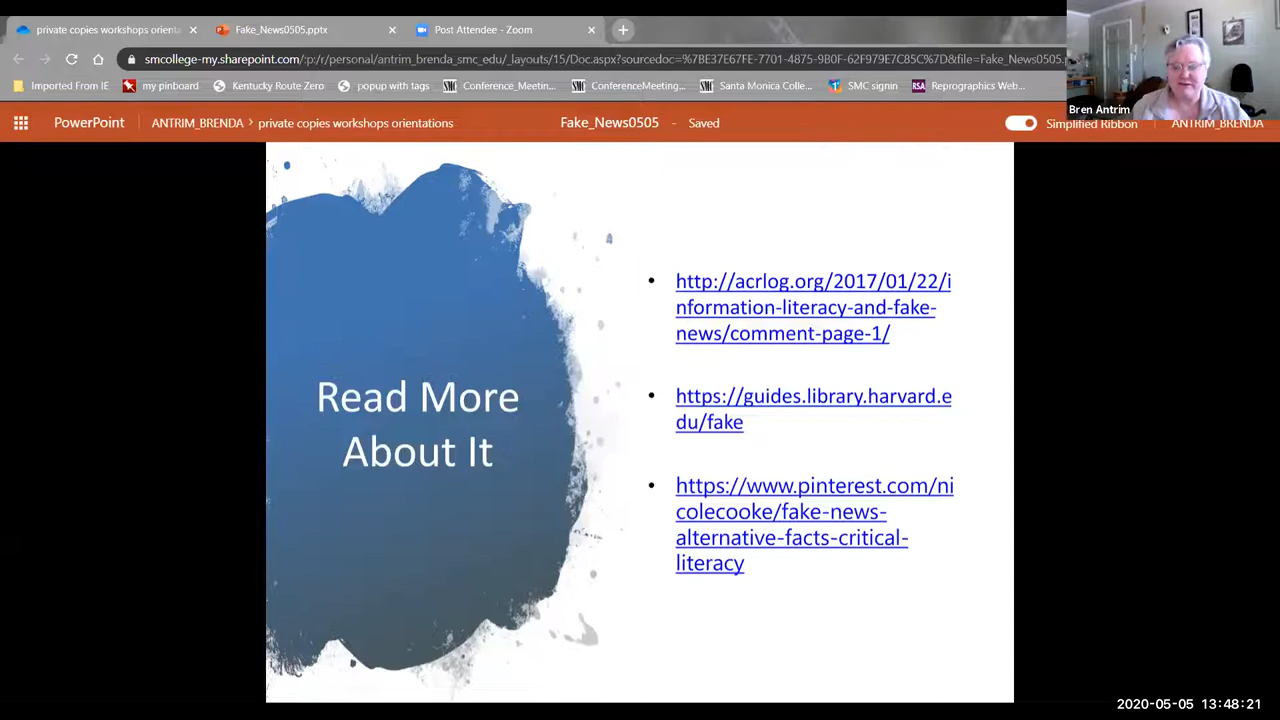 private copies workshops orienta
Fake_News0505.pptx
Post Attendee - Zoom
smcollege-my.sharepoint.com/:p:/r/personal/antrim_brenda_smc_edu/_layouts/15/Doc.aspx?sourcedoc=%7BE37E67FE-7701-4875-9B0F-62F979E7C85C%7D&file=Fake_News0505.
Imported From IE
my pinboard
Kentucky Route Zero
popup with tags
Conference_Meetin...
ConferenceMeeting...
Santa Monica Colle...
SMC signin
Reprographics Web...
Bren Antrim
PowerPoint
ANTRIM_BRENDA > private copies workshops orientations
Fake_News0505 - Saved
Simplified Ribbon
ANTRIM_BRENDA
Read More
About It
• http://acrlog.org/2017/01/22/i
nformation-literacy-and-fake-
news/comment-page-1/
• https://guides.library.harvard.e
du/fake
• https://www.pinterest.com/ni
colecooke/fake-news-
alternative-facts-critical-
literacy
2020-05-05 13:48:21